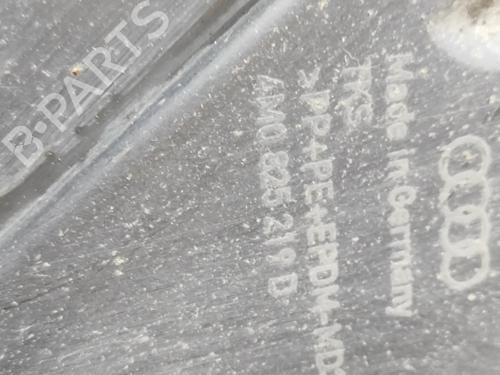 B-PARTS
Made in Germany
TKS
>PP+PE+EPDM-MD
4M0 825 219 D